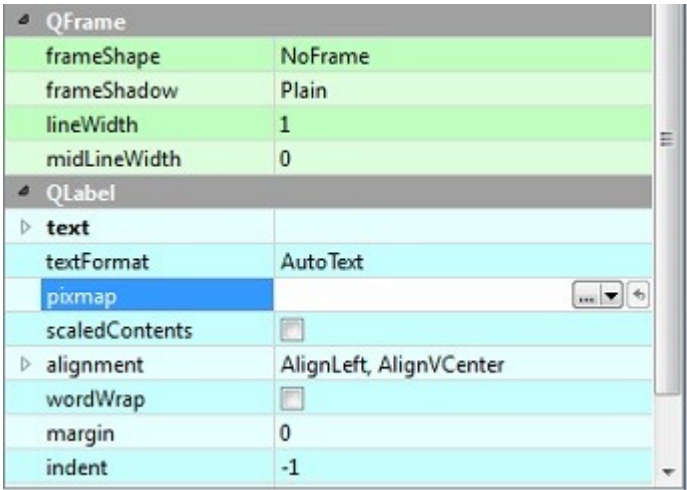 QFrame
frameShape NoFrame
frameShadow Plain
lineWidth 1
midLineWidth 0
QLabel
text
textFormat AutoText
pixmap ...
scaledContents
alignment AlignLeft, AlignVCenter
wordWrap
margin 0
indent -1